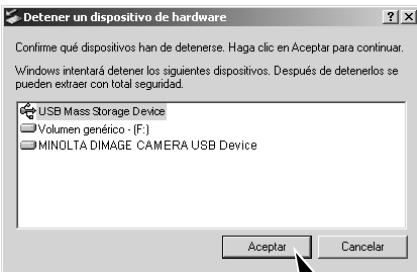 Detener un dispositivo de hardware
Confirme qué dispositivos han de detenerse. Haga clic en Aceptar para continuar.
Windows intentará detener los siguientes dispositivos. Después de detenerlos se
pueden extraer con total seguridad.
USB Mass Storage Device
Volumen genérico - (F:)
MINOLTA DIMAGE CAMERA USB Device
Aceptar
Cancelar